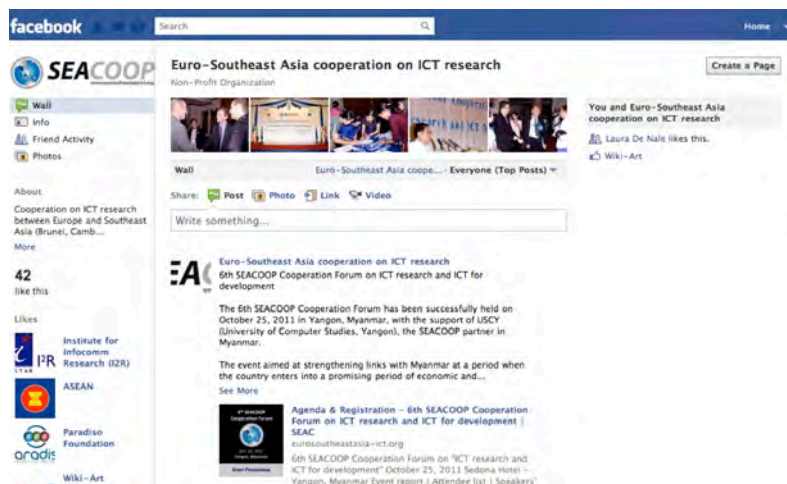 facebook
Search
Home
SEACOOP
Euro-Southeast Asia cooperation on ICT research
Non-Profit Organization
Create a Page
Wall
Info
Friend Activity
Photos
You and Euro-Southeast Asia
cooperation on ICT research
Laura De Nale likes this.
Wiki-Art
Wall
Euro-Southeast Asia coope... · Everyone (Top Posts)
Share: Post Photo Link Video
Write something...
About
Cooperation on ICT research
between Europe and Southeast
Asia (Brunei, Camb...
More
42
like this
Likes
Institute for
Infocomm
Research (I2R)
I²R
ASEAN
Paradiso
Foundation
Wiki-Art
EAC
Euro-Southeast Asia cooperation on ICT research
6th SEACOOP Cooperation Forum on ICT research and ICT for
development
The 6th SEACOOP Cooperation Forum has been successfully held on
October 25, 2011 in Yangon, Myanmar, with the support of USCY
(University of Computer Studies, Yangon), the SEACOOP partner in
Myanmar.
The event aimed at strengthening links with Myanmar at a period when
the country enters into a promising period of economic and...
See More
6th SEACOOP
Cooperation Forum
Event Programme
Agenda & Registration - 6th SEACOOP Cooperation
Forum on ICT research and ICT for development |
SEAC
eurosoutheastasia-ict.org
6th SEACOOP Cooperation Forum on "ICT research and
ICT for development" October 25, 2011 Sedona Hotel -
Yangon, Myanmar Event report | Attendee list | Speakers'